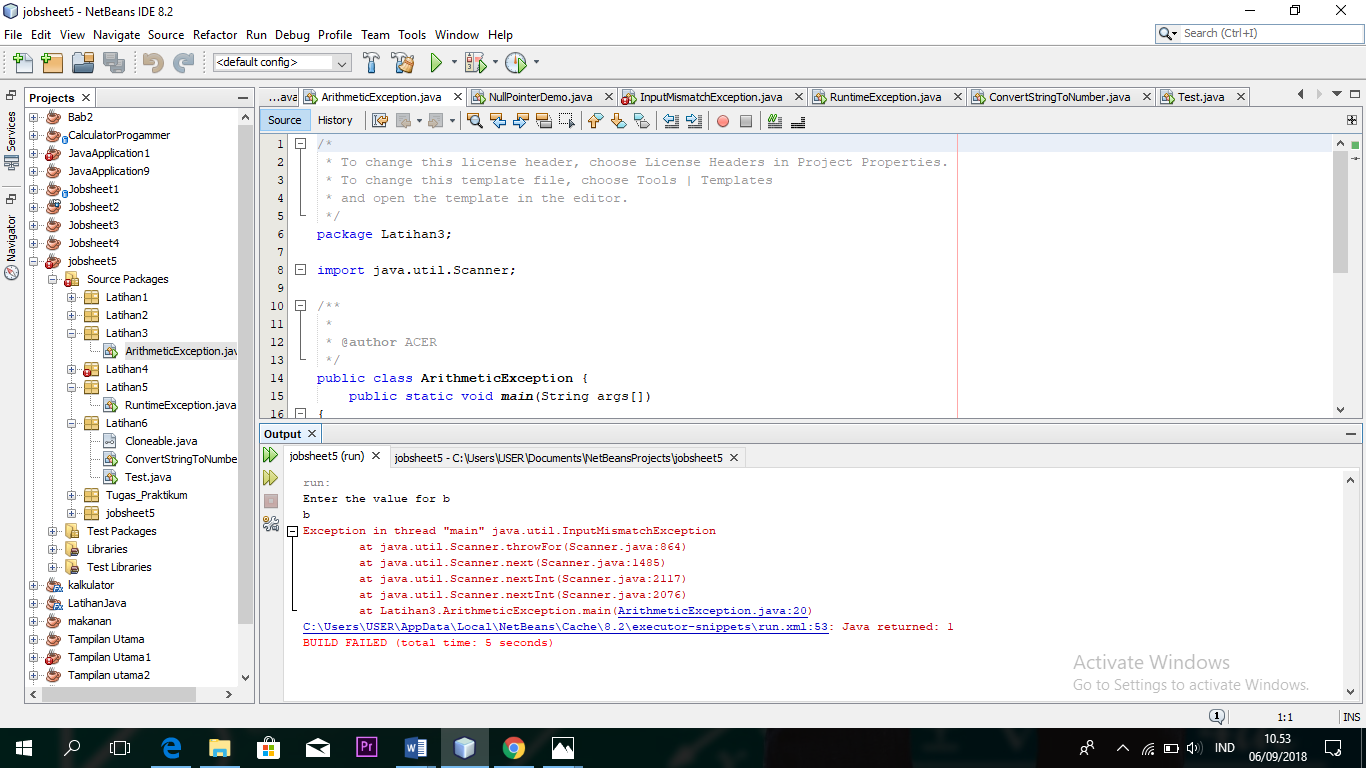 jobsheet5 - NetBeans IDE 8.2
File Edit View Navigate Source Refactor Run Debug Profile Team Tools Window Help
Search (Ctrl+I)
<default config>
Projects
...ava ArithmeticException.java NullPointerDemo.java InputMismatchException.java RuntimeException.java ConvertStringToNumber.java Test.java
Services
Navigator
Bab2
CalculatorProgammer
JavaApplication1
JavaApplication9
Jobsheet1
Jobsheet2
Jobsheet3
Jobsheet4
jobsheet5
Source Packages
Latihan1
Latihan2
Latihan3
ArithmeticException.jav
Latihan4
Latihan5
RuntimeException.java
Latihan6
Cloneable.java
ConvertStringToNumbe
Test.java
Tugas_Praktikum
jobsheet5
Test Packages
Libraries
Test Libraries
kalkulator
LatihanJava
makanan
Tampilan Utama
Tampilan Utama1
Tampilan utama2
Source History
1 /*
2 * To change this license header, choose License Headers in Project Properties.
3 * To change this template file, choose Tools | Templates
4 * and open the template in the editor.
5 */
6 package Latihan3;
7
8 import java.util.Scanner;
9
10 /**
11 *
12 * @author ACER
13 */
14 public class ArithmeticException {
15 public static void main(String args[])
16 {
Output
jobsheet5 (run) jobsheet5 - C:\Users\USER\Documents\NetBeansProjects\jobsheet5
run:
Enter the value for b
b
Exception in thread "main" java.util.InputMismatchException
at java.util.Scanner.throwFor(Scanner.java:864)
at java.util.Scanner.next(Scanner.java:1485)
at java.util.Scanner.nextInt(Scanner.java:2117)
at java.util.Scanner.nextInt(Scanner.java:2076)
at Latihan3.ArithmeticException.main(ArithmeticException.java:20)
C:\Users\USER\AppData\Local\NetBeans\Cache\8.2\executor-snippets\run.xml:53: Java returned: 1
BUILD FAILED (total time: 5 seconds)
Activate Windows
Go to Settings to activate Windows.
1 1:1 INS
Pr
IND
10.53
06/09/2018